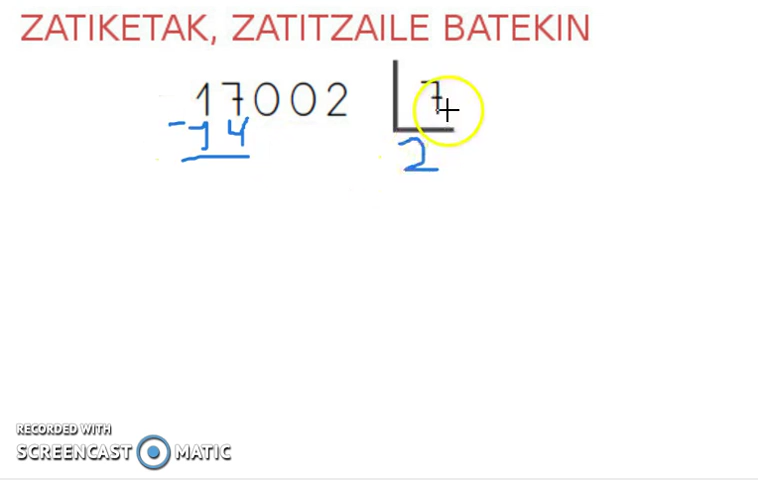 ZATIKETAK, ZATITZAILE BATEKIN
17002 7
-14 2
RECORDED WITH
SCREENCAST MATIC